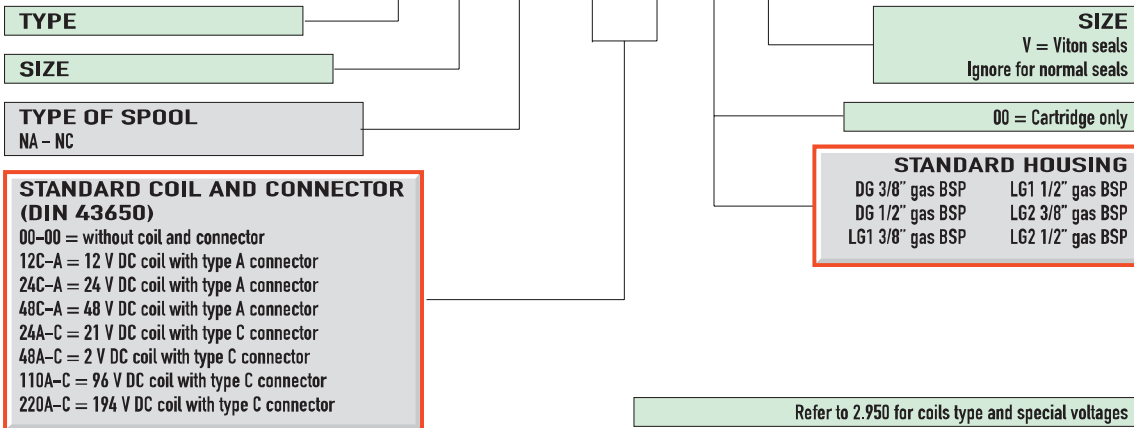 TYPE
SIZE
TYPE OF SPOOL
NA – NC
STANDARD COIL AND CONNECTOR
(DIN 43650)
00–00 = without coil and connector
12C–A = 12 V DC coil with type A connector
24C–A = 24 V DC coil with type A connector
48C–A = 48 V DC coil with type A connector
24A–C = 21 V DC coil with type C connector
48A–C = 2 V DC coil with type C connector
110A–C = 96 V DC coil with type C connector
220A–C = 194 V DC coil with type C connector
SIZE
V = Viton seals
Ignore for normal seals
00 = Cartridge only
STANDARD HOUSING
DG 3/8” gas BSP LG1 1/2” gas BSP
DG 1/2” gas BSP LG2 3/8” gas BSP
LG1 3/8” gas BSP LG2 1/2” gas BSP
Refer to 2.950 for coils type and special voltages